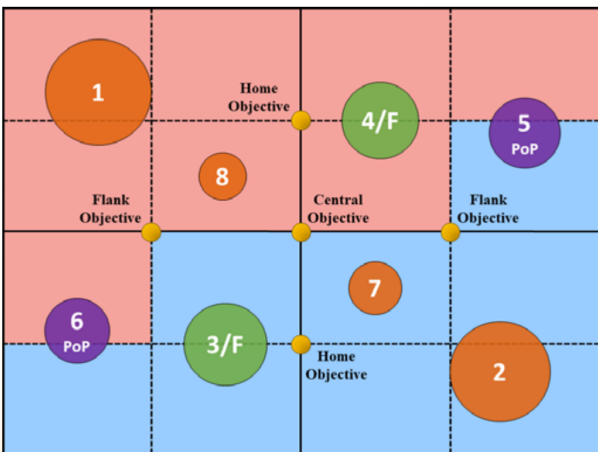 1
Home
Objective
4/F
5
PoP
8
Flank
Objective
Central
Objective
Flank
Objective
7
6
PoP
3/F
Home
Objective
2